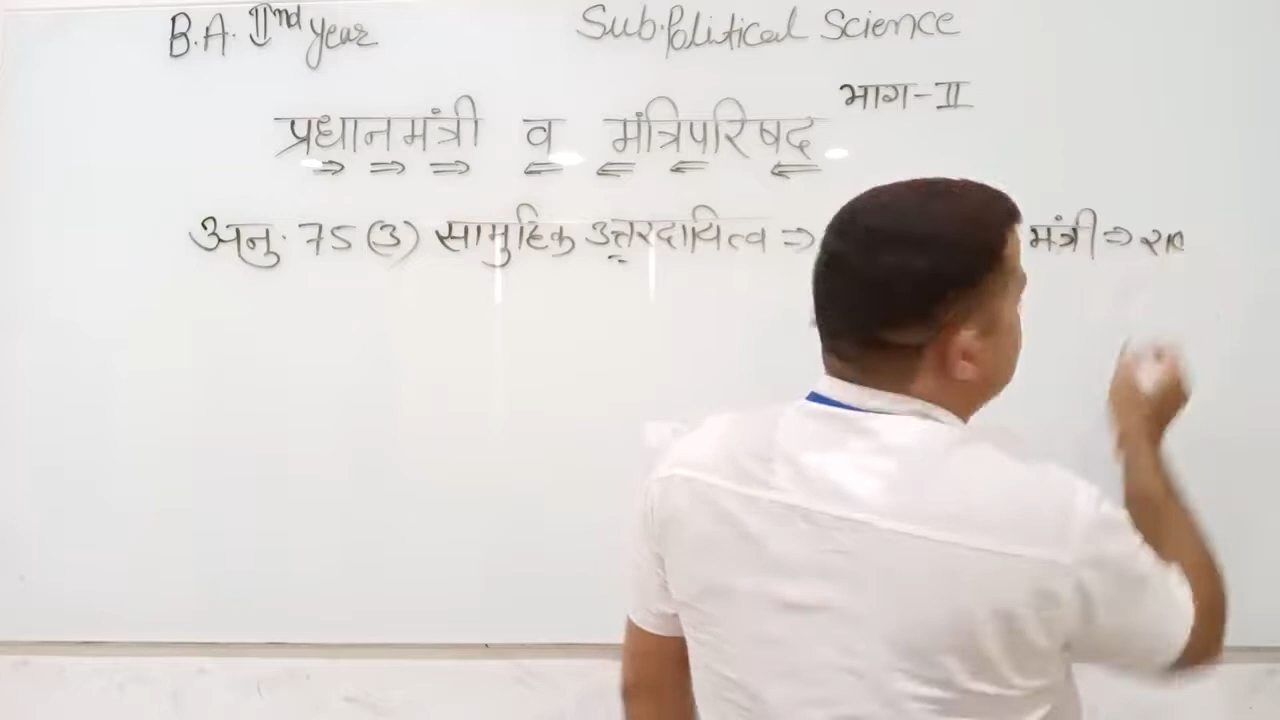 B.A. IInd Year
Sub. Political Science
प्रधानमंत्री व मंत्रिपरिषद भाग-II
अनु. 75 (3) सामुहिक उत्तरदायित्व ⇒ मंत्री ⇒